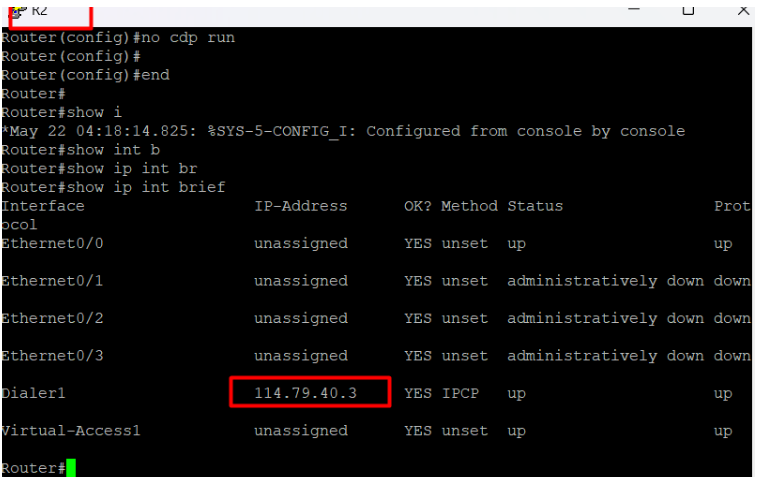 R2
Router(config)#no cdp run
Router(config)#
Router(config)#end
Router#
Router#show i
*May 22 04:18:14.825: %SYS-5-CONFIG_I: Configured from console by console
Router#show int b
Router#show ip int br
Router#show ip int brief
Interface                  IP-Address      OK? Method Status                Prot
ocol
Ethernet0/0                unassigned      YES unset  up                    up
Ethernet0/1                unassigned      YES unset  administratively down down
Ethernet0/2                unassigned      YES unset  administratively down down
Ethernet0/3                unassigned      YES unset  administratively down down
Dialer1                    114.79.40.3     YES IPCP   up                    up
Virtual-Access1            unassigned      YES unset  up                    up
Router#